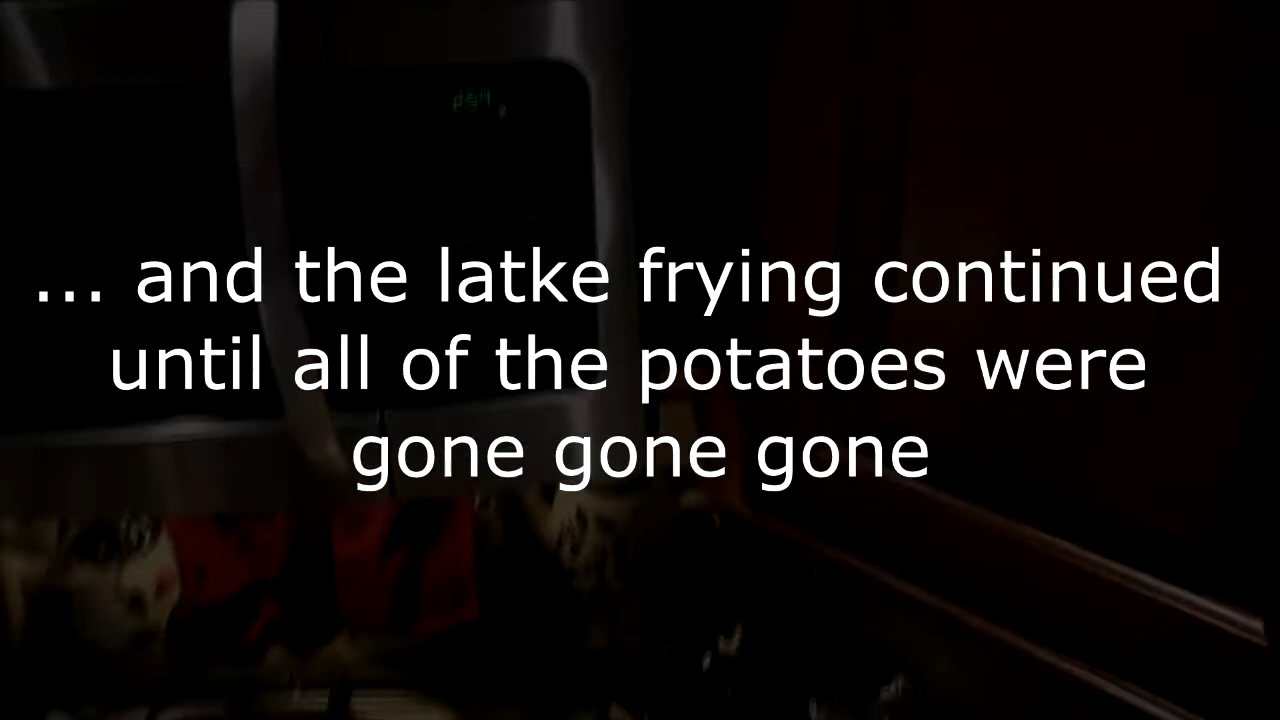 ... and the latke frying continued
until all of the potatoes were
gone gone gone